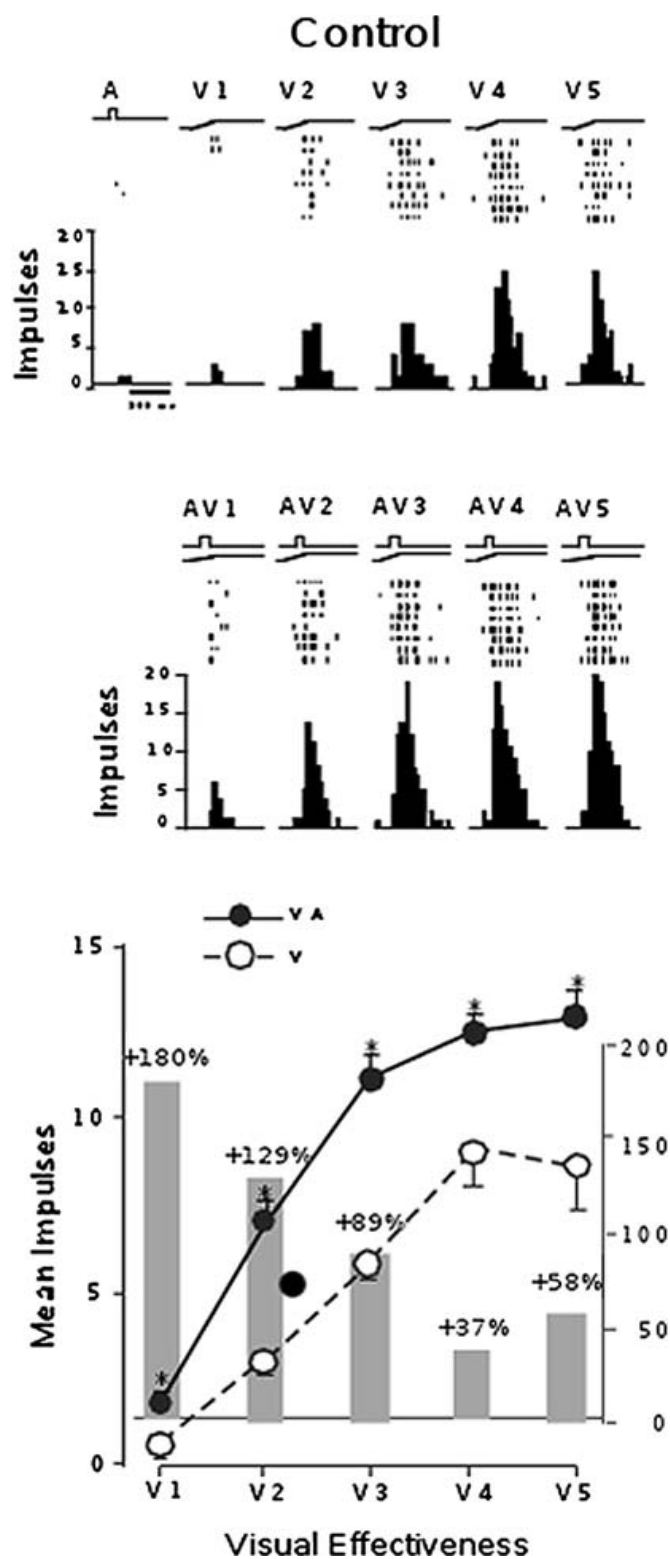 Control
A V1 V2 V3 V4 V5
Impulses
20
15
10
5
0
AV1 AV2 AV3 AV4 AV5
Impulses
20
15
10
5
0
VA
V
Mean Impulses
15
10
5
0
+180%
+129%
+89%
+37%
+58%
200
150
100
50
0
V1 V2 V3 V4 V5
Visual Effectiveness